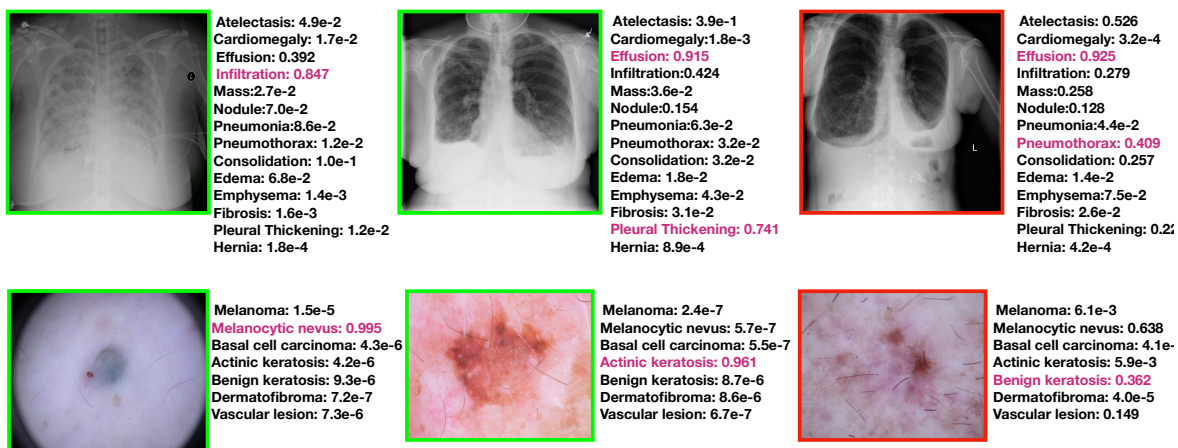 Atelectasis: 4.9e-2
Cardiomegaly: 1.7e-2
Effusion: 0.392
Infiltration: 0.847
Mass:2.7e-2
Nodule:7.0e-2
Pneumonia:8.6e-2
Pneumothorax: 1.2e-2
Consolidation: 1.0e-1
Edema: 6.8e-2
Emphysema: 1.4e-3
Fibrosis: 1.6e-3
Pleural Thickening: 1.2e-2
Hernia: 1.8e-4
Atelectasis: 3.9e-1
Cardiomegaly:1.8e-3
Effusion: 0.915
Infiltration:0.424
Mass:3.6e-2
Nodule:0.154
Pneumonia:6.3e-2
Pneumothorax: 3.2e-2
Consolidation: 3.2e-2
Edema: 1.8e-2
Emphysema: 4.3e-2
Fibrosis: 3.1e-2
Pleural Thickening: 0.741
Hernia: 8.9e-4
L
Atelectasis: 0.526
Cardiomegaly: 3.2e-4
Effusion: 0.925
Infiltration: 0.279
Mass:0.258
Nodule:0.128
Pneumonia:4.4e-2
Pneumothorax: 0.409
Consolidation: 0.257
Edema: 1.4e-2
Emphysema:7.5e-2
Fibrosis: 2.6e-2
Pleural Thickening: 0.22
Hernia: 4.2e-4
Melanoma: 1.5e-5
Melanocytic nevus: 0.995
Basal cell carcinoma: 4.3e-6
Actinic keratosis: 4.2e-6
Benign keratosis: 9.3e-6
Dermatofibroma: 7.2e-7
Vascular lesion: 7.3e-6
Melanoma: 2.4e-7
Melanocytic nevus: 5.7e-7
Basal cell carcinoma: 5.5e-7
Actinic keratosis: 0.961
Benign keratosis: 8.7e-6
Dermatofibroma: 8.6e-6
Vascular lesion: 6.7e-7
Melanoma: 6.1e-3
Melanocytic nevus: 0.638
Basal cell carcinoma: 4.1e-
Actinic keratosis: 5.9e-3
Benign keratosis: 0.362
Dermatofibroma: 4.0e-5
Vascular lesion: 0.149